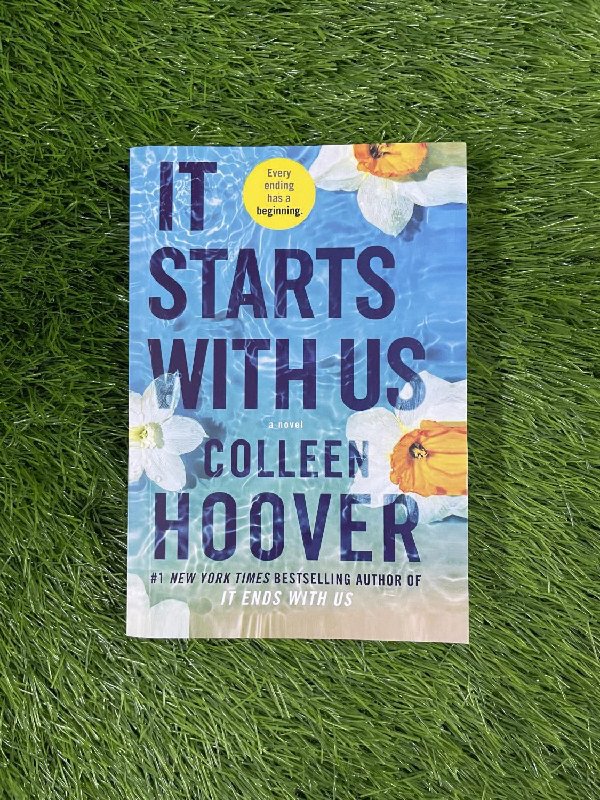 IT
Every
ending
has a
beginning.
STARTS
WITH US
a novel
COLLEEN
HOOVER
#1 NEW YORK TIMES BESTSELLING AUTHOR OF
IT ENDS WITH US